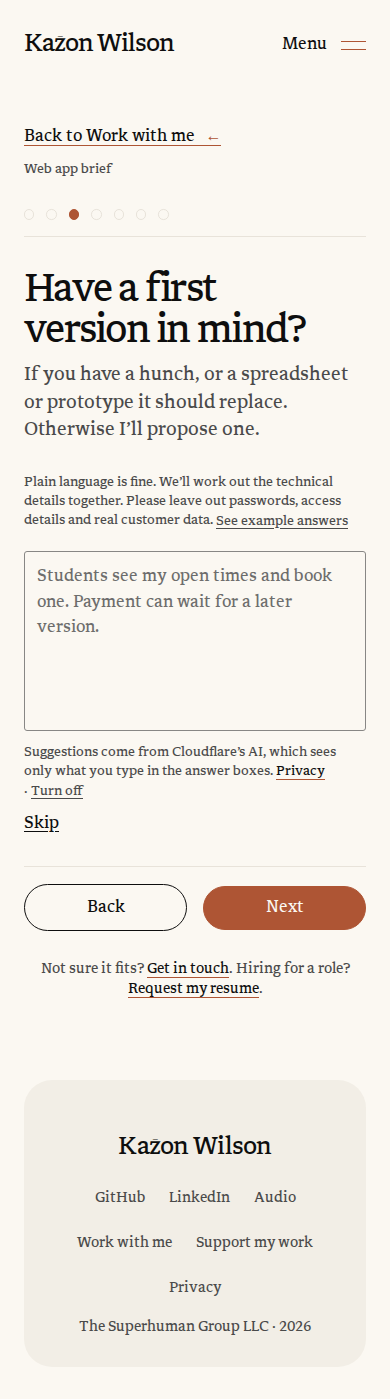 Każon Wilson
Menu
Back to Work with me ←
Web app brief
Have a first
version in mind?
If you have a hunch, or a spreadsheet
or prototype it should replace.
Otherwise I’ll propose one.
Plain language is fine. We’ll work out the technical
details together. Please leave out passwords, access
details and real customer data. See example answers
Students see my open times and book
one. Payment can wait for a later
version.
Suggestions come from Cloudflare’s AI, which sees
only what you type in the answer boxes. Privacy
· Turn off
Skip
Back
Next
Not sure it fits? Get in touch. Hiring for a role?
Request my resume.
Każon Wilson
GitHub LinkedIn Audio
Work with me Support my work
Privacy
The Superhuman Group LLC · 2026